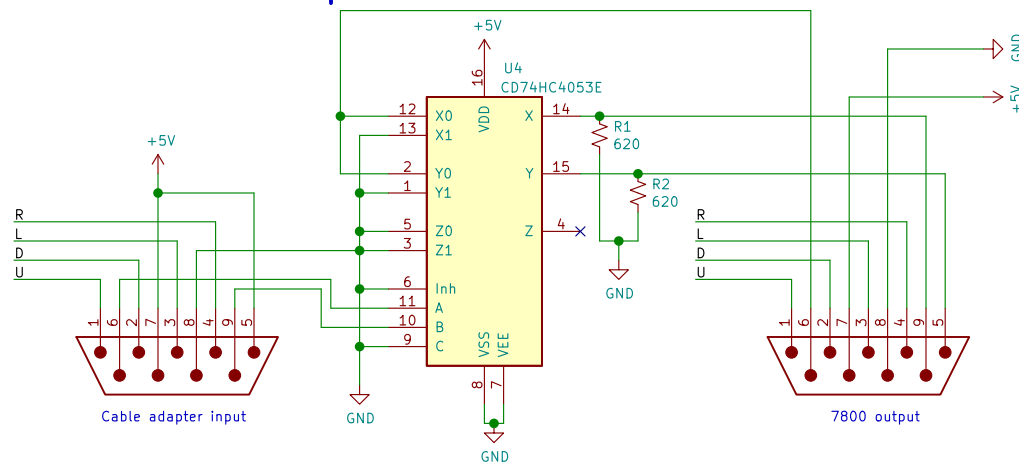 +5V
GND
U4
CD74HC4053E
16
VDD
+5V
12 X0
X 14
R1
620
13 X1
+5V
2 Y0
Y 15
R2
620
1 Y1
R
L
D
U
5 Z0
Z 4
3 Z1
R
L
D
U
6 Inh
GND
11 A
10 B
9 C
VSS
VEE
8
7
1 6 2 7 3 8 4 9 5
1 6 2 7 3 8 4 9 5
Cable adapter input
GND
7800 output
GND